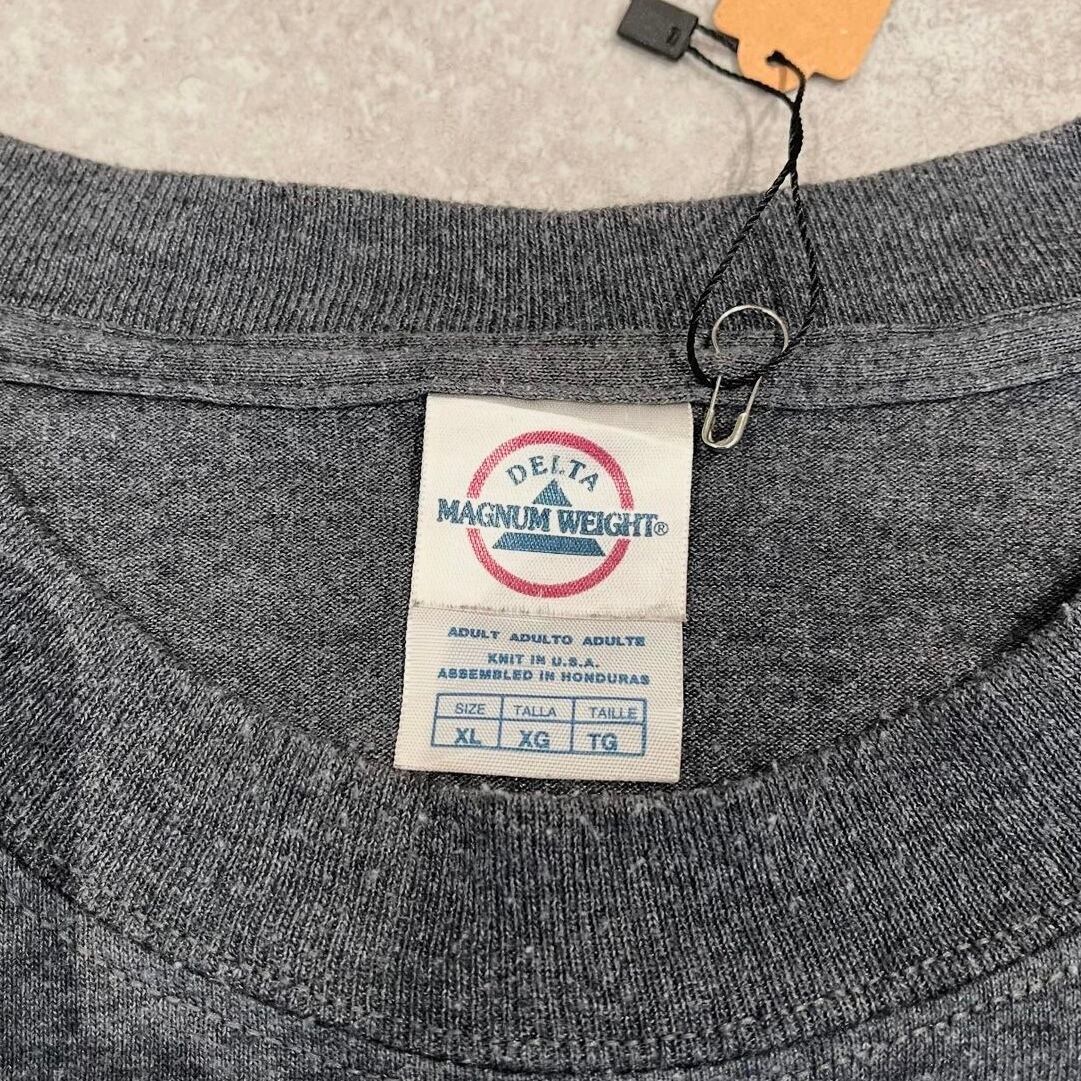 DELTA
MAGNUM WEIGHT®
ADULT ADULTO ADULTE
KNIT IN U.S.A.
ASSEMBLED IN HONDURAS
SIZE TALLA TAILLE
XL XG TG